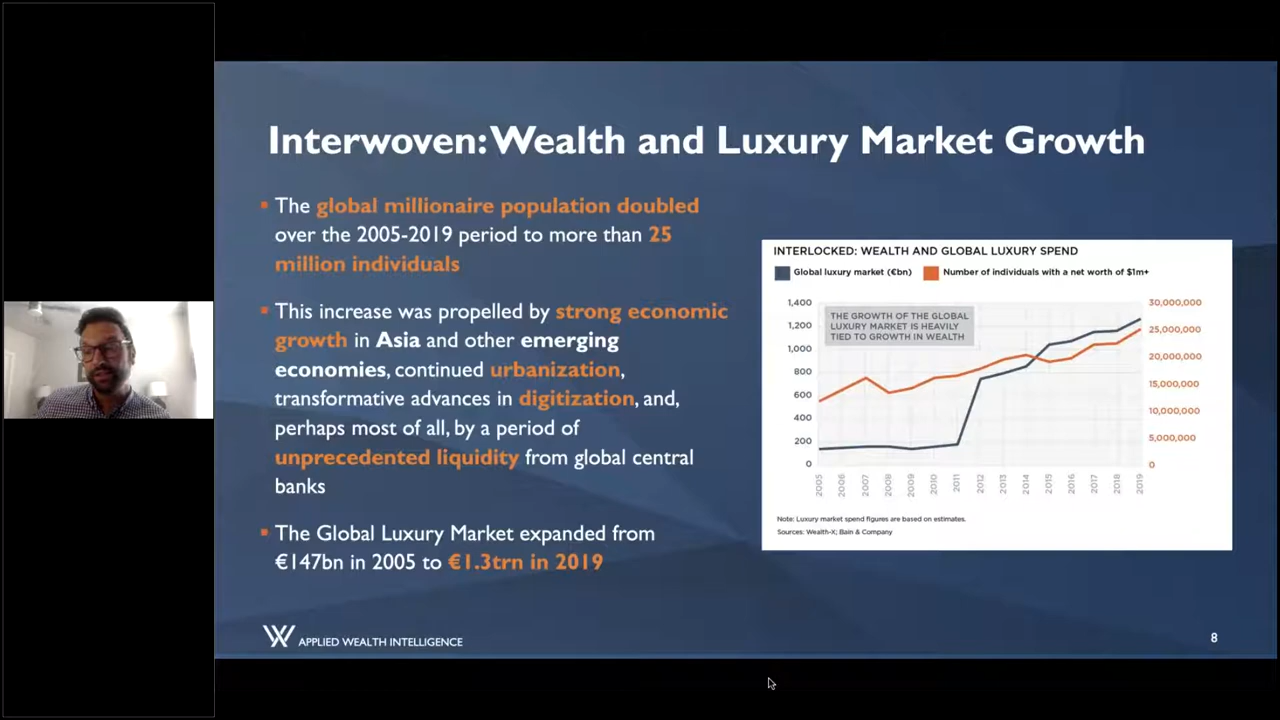 Interwoven: Wealth and Luxury Market Growth
▪ The global millionaire population doubled
over the 2005-2019 period to more than 25
million individuals
▪ This increase was propelled by strong economic
growth in Asia and other emerging
economies, continued urbanization,
transformative advances in digitization, and,
perhaps most of all, by a period of
unprecedented liquidity from global central
banks
▪ The Global Luxury Market expanded from
€147bn in 2005 to €1.3trn in 2019
INTERLOCKED: WEALTH AND GLOBAL LUXURY SPEND
Global luxury market (€bn) Number of individuals with a net worth of $1m+
THE GROWTH OF THE GLOBAL
LUXURY MARKET IS HEAVILY
TIED TO GROWTH IN WEALTH
1,400 30,000,000
1,200 25,000,000
1,000
800 20,000,000
600 15,000,000
400 10,000,000
200 5,000,000
0 0
2005 2006 2007 2008 2009 2010 2011 2012 2013 2014 2015 2016 2017 2018 2019
Note: Luxury market spend figures are based on estimates.
Sources: Wealth-X; Bain & Company
APPLIED WEALTH INTELLIGENCE
8